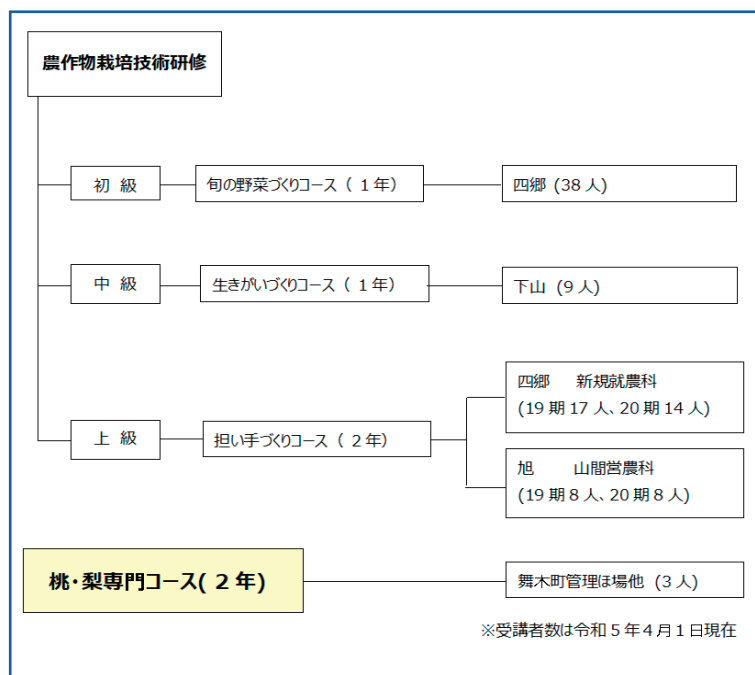 農作物栽培技術研修
初 級
旬の野菜づくりコース（１年）
四郷 (38 人)
中 級
生きがいづくりコース（１年）
下山 (9 人)
上 級
担い手づくりコース（２年）
四郷　新規就農科
(19 期 17 人、20 期 14 人)
旭　山間営農科
(19 期 8 人、20 期 8 人)
桃・梨専門コース( 2 年)
舞木町管理ほ場他 (3 人)
※受講者数は令和５年４月１日現在